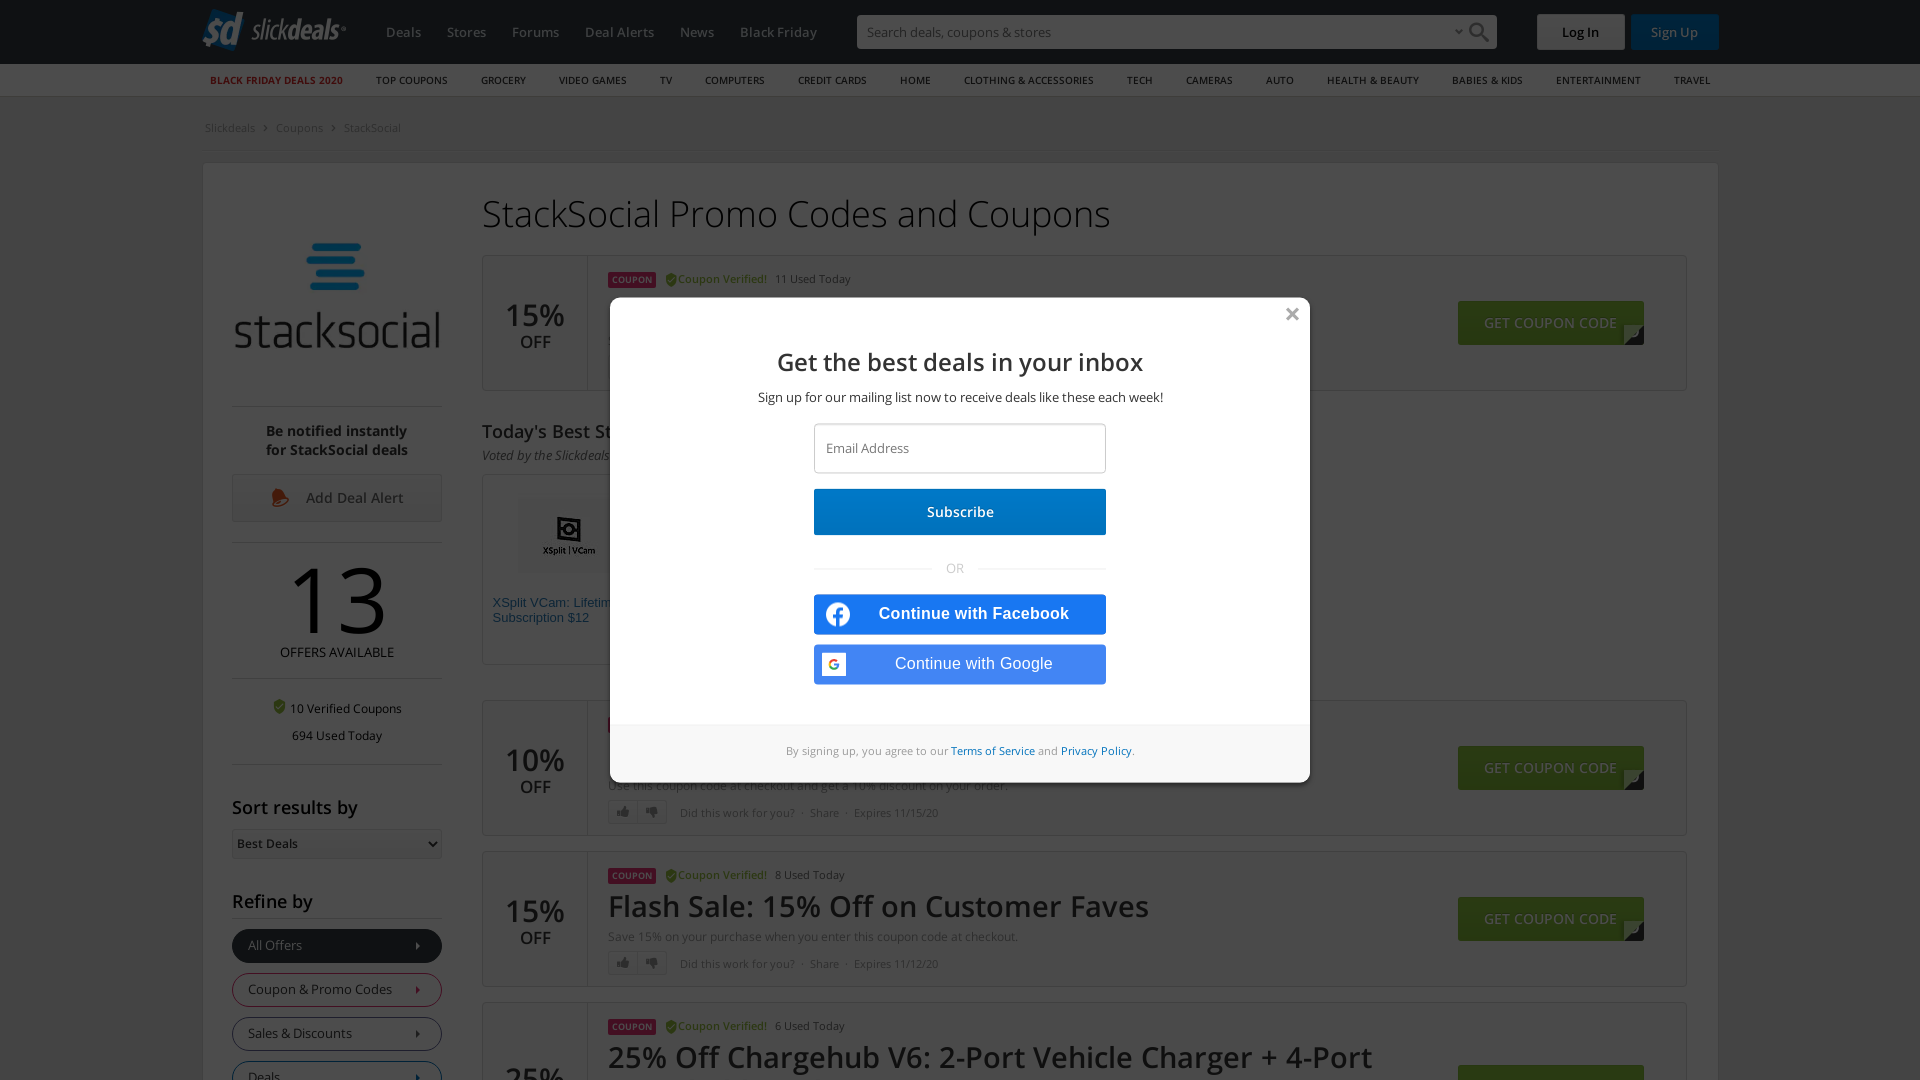 sd slickdeals
Deals
Stores
Forums
Deal Alerts
News
Black Friday
Search deals, coupons & stores
Log In
Sign Up
BLACK FRIDAY DEALS 2020
TOP COUPONS
GROCERY
VIDEO GAMES
TV
COMPUTERS
CREDIT CARDS
HOME
CLOTHING & ACCESSORIES
TECH
CAMERAS
AUTO
HEALTH & BEAUTY
BABIES & KIDS
ENTERTAINMENT
TRAVEL
Slickdeals
Coupons
StackSocial
stacksocial
Be notified instantly
for StackSocial deals
Add Deal Alert
13
OFFERS AVAILABLE
10 Verified Coupons
694 Used Today
Sort results by
Best Deals
Refine by
All Offers
Coupon & Promo Codes
Sales & Discounts
Deals
StackSocial Promo Codes and Coupons
15%
OFF
COUPON
Coupon Verified!
11 Used Today
GET COUPON CODE
Today's Best St
Voted by the Slickdeals
XSplit | VCam
XSplit VCam: Lifetim
Subscription $12
Get the best deals in your inbox
Sign up for our mailing list now to receive deals like these each week!
Email Address
Subscribe
OR
Continue with Facebook
Continue with Google
By signing up, you agree to our Terms of Service and Privacy Policy.
10%
OFF
Use this coupon code at checkout and get a 10% discount on your order.
Did this work for you? · Share · Expires 11/15/20
GET COUPON CODE
15%
OFF
COUPON
Coupon Verified!
8 Used Today
Flash Sale: 15% Off on Customer Faves
Save 15% on your purchase when you enter this coupon code at checkout.
Did this work for you? · Share · Expires 11/12/20
GET COUPON CODE
25%
COUPON
Coupon Verified!
6 Used Today
25% Off Chargehub V6: 2-Port Vehicle Charger + 4-Port